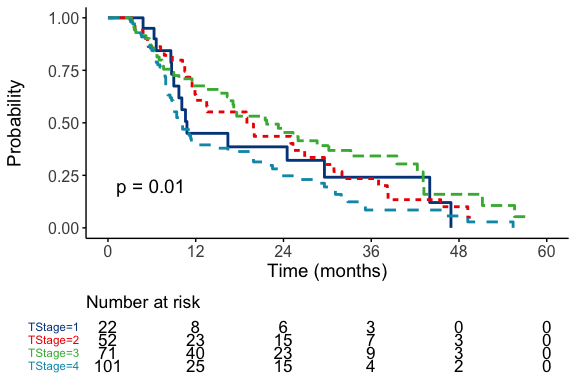 1.00
0.75
0.50
0.25
0.00
Probability
p = 0.01
0 12 24 36 48 60
Time (months)
Number at risk
TStage=1 22 8 6 3 0 0
TStage=2 52 23 15 7 3 0
TStage=3 71 40 23 9 3 0
TStage=4 101 25 15 4 2 0